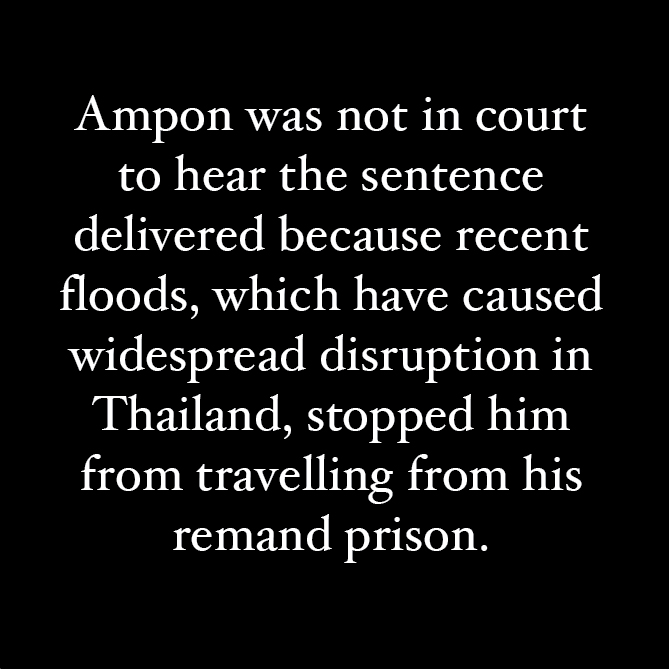 Ampon was not in court
to hear the sentence
delivered because recent
floods, which have caused
widespread disruption in
Thailand, stopped him
from travelling from his
remand prison.